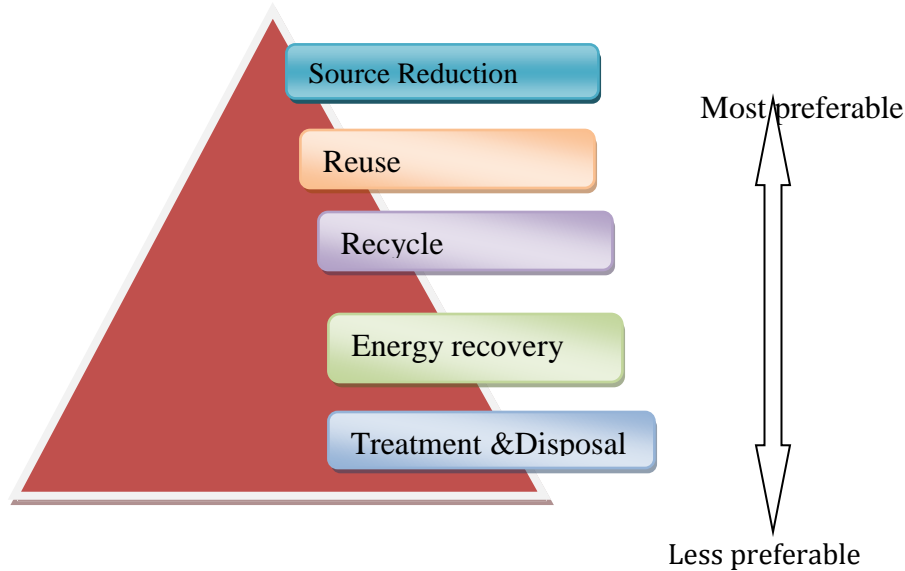 Source Reduction
Most preferable
Reuse
Recycle
Energy recovery
Treatment &Disposal
Less preferable